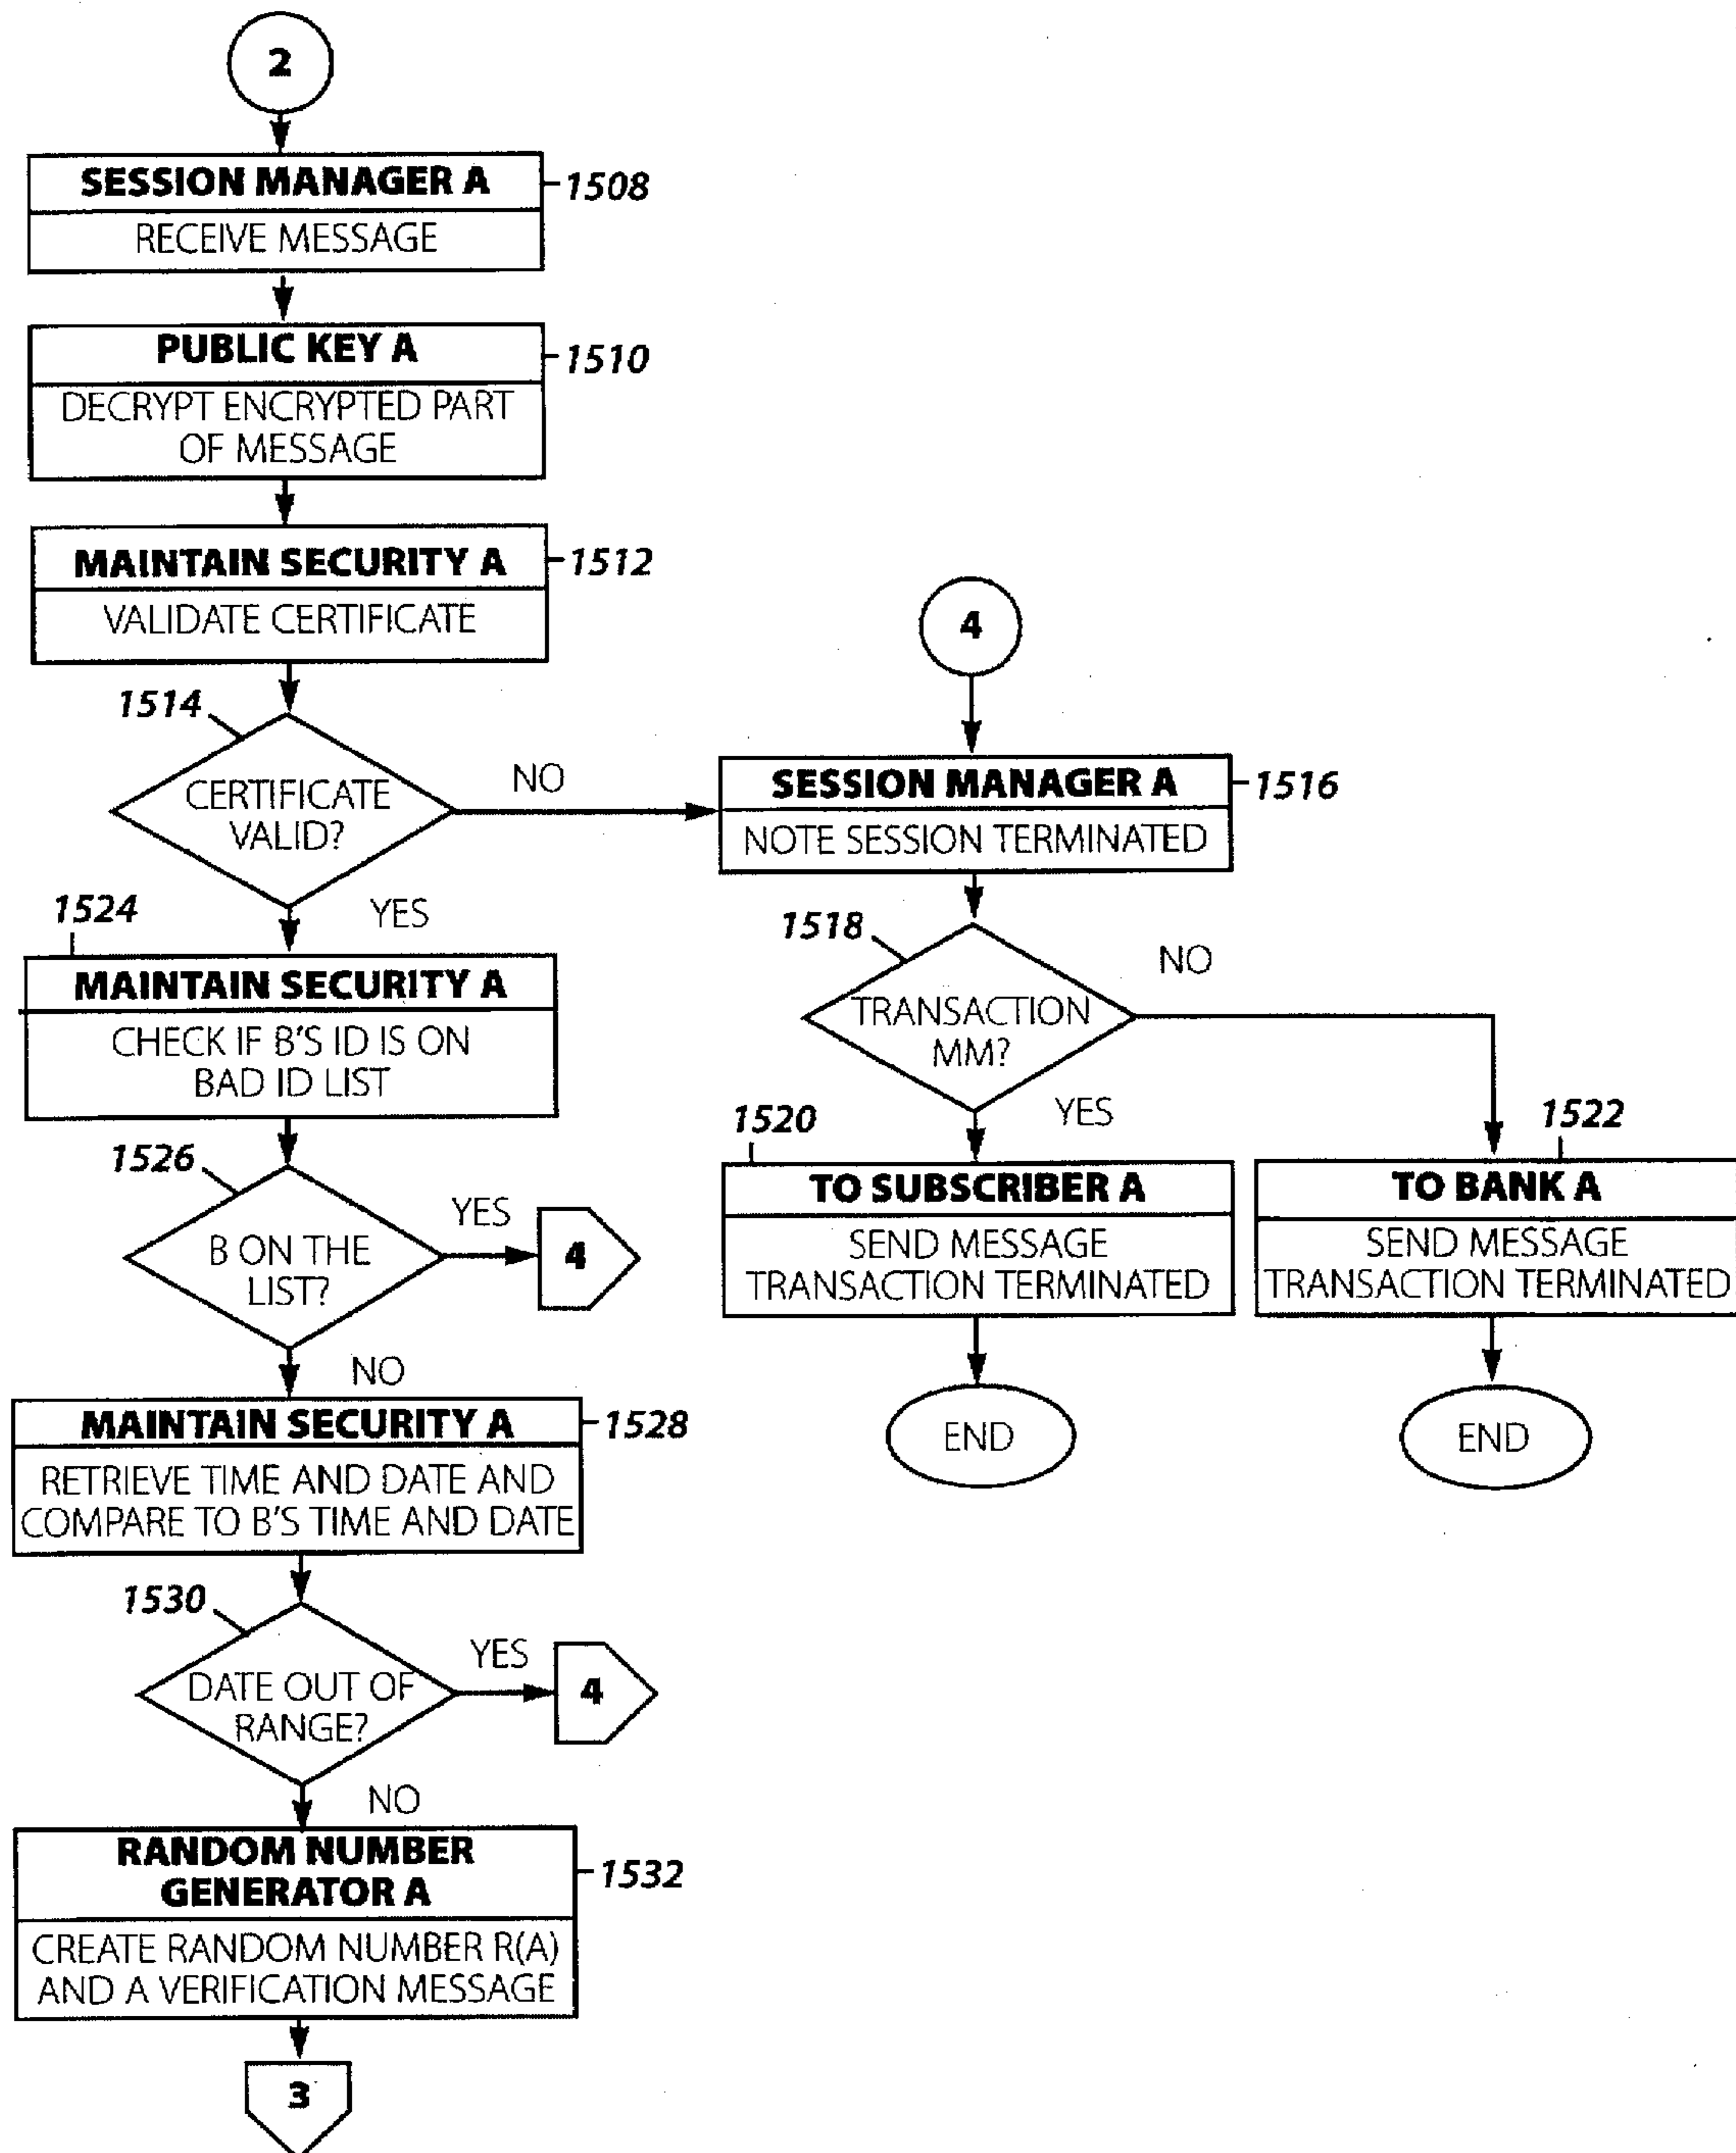 2
SESSION MANAGER A
1508
RECEIVE MESSAGE
PUBLIC KEY A
1510
DECRYPT ENCRYPTED PART
OF MESSAGE
MAINTAIN SECURITY A
1512
VALIDATE CERTIFICATE
1514
CERTIFICATE
VALID?
NO
YES
4
SESSION MANAGER A
1516
NOTE SESSION TERMINATED
1518
TRANSACTION
MM?
NO
YES
1520
TO SUBSCRIBER A
SEND MESSAGE
TRANSACTION TERMINATED
END
1522
TO BANK A
SEND MESSAGE
TRANSACTION TERMINATED
END
1524
MAINTAIN SECURITY A
CHECK IF B'S ID IS ON
BAD ID LIST
1526
B ON THE
LIST?
YES
4
NO
MAINTAIN SECURITY A
1528
RETRIEVE TIME AND DATE AND
COMPARE TO B'S TIME AND DATE
1530
DATE OUT OF
RANGE?
YES
4
NO
RANDOM NUMBER
GENERATOR A
1532
CREATE RANDOM NUMBER R(A)
AND A VERIFICATION MESSAGE
3